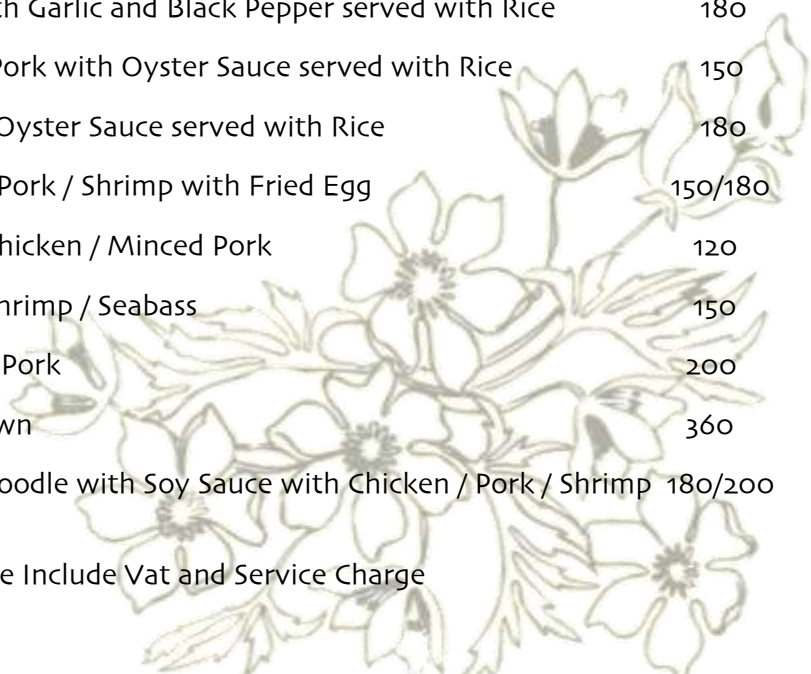 Garlic and Black Pepper served with Rice 180
Pork with Oyster Sauce served with Rice 150
Oyster Sauce served with Rice 180
Pork / Shrimp with Fried Egg 150/180
hicken / Minced Pork 120
hrimp / Seabass 150
Pork 200
wn 360
oodle with Soy Sauce with Chicken / Pork / Shrimp 180/200
e Include Vat and Service Charge